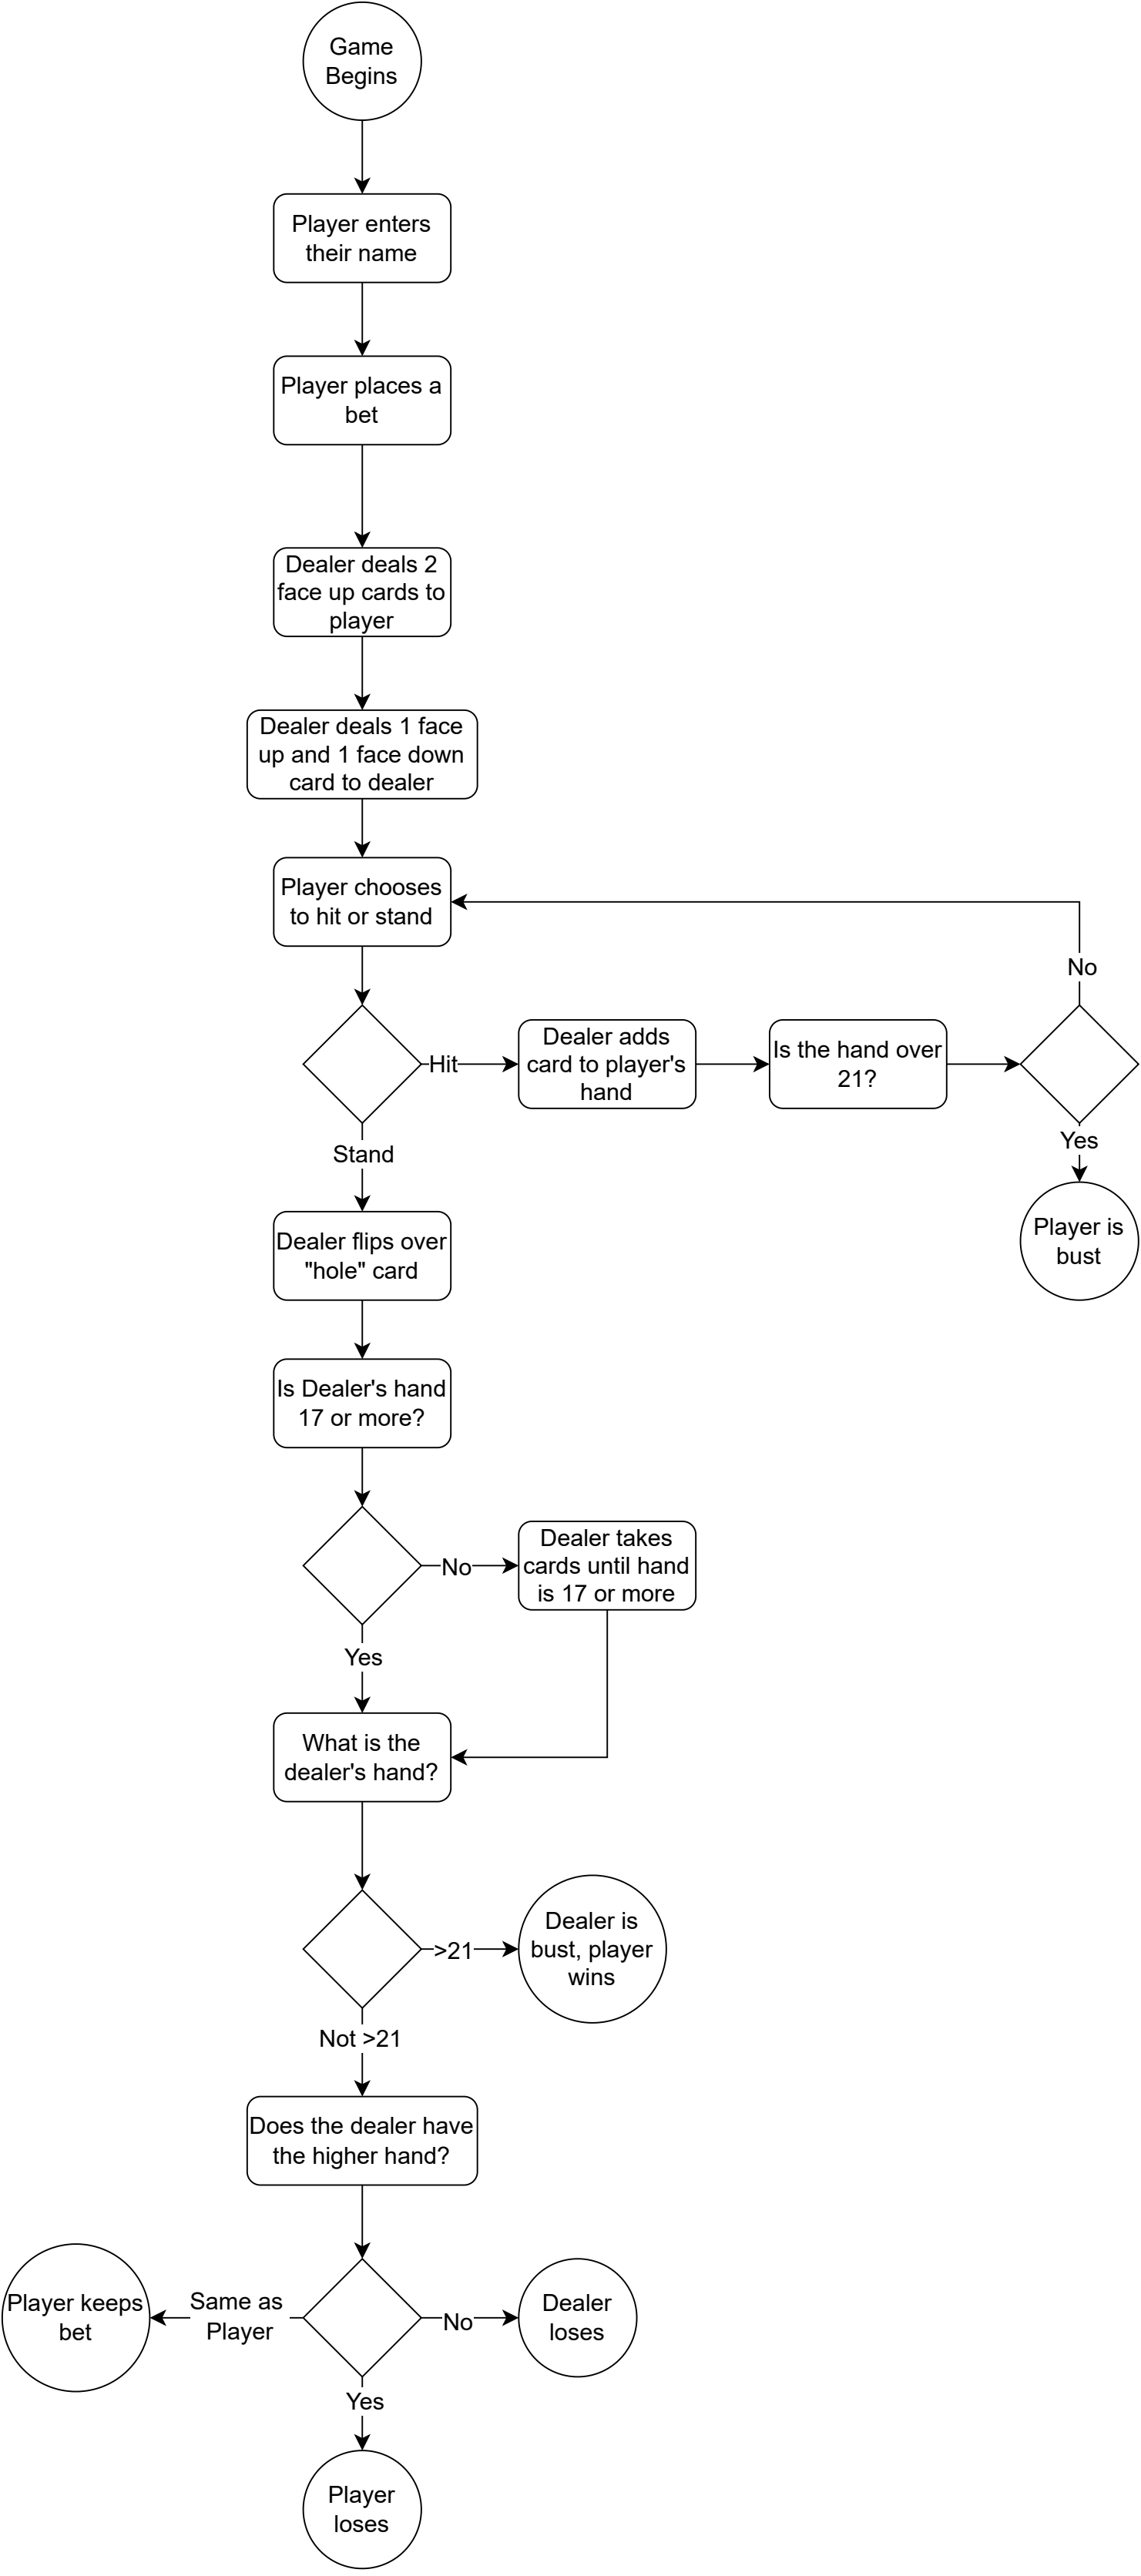 Game
Begins
Player enters
their name
Player places a
bet
Dealer deals 2
face up cards to
player
Dealer deals 1 face
up and 1 face down
card to dealer
Player chooses
to hit or stand
No
Hit
Dealer adds
card to player's
hand
Is the hand over
21?
Stand
Yes
Player is
bust
Dealer flips over
"hole" card
Is Dealer's hand
17 or more?
No
Dealer takes
cards until hand
is 17 or more
Yes
What is the
dealer's hand?
>21
Dealer is
bust, player
wins
Not >21
Does the dealer have
the higher hand?
Player keeps
bet
Same as
Player
No
Dealer
loses
Yes
Player
loses